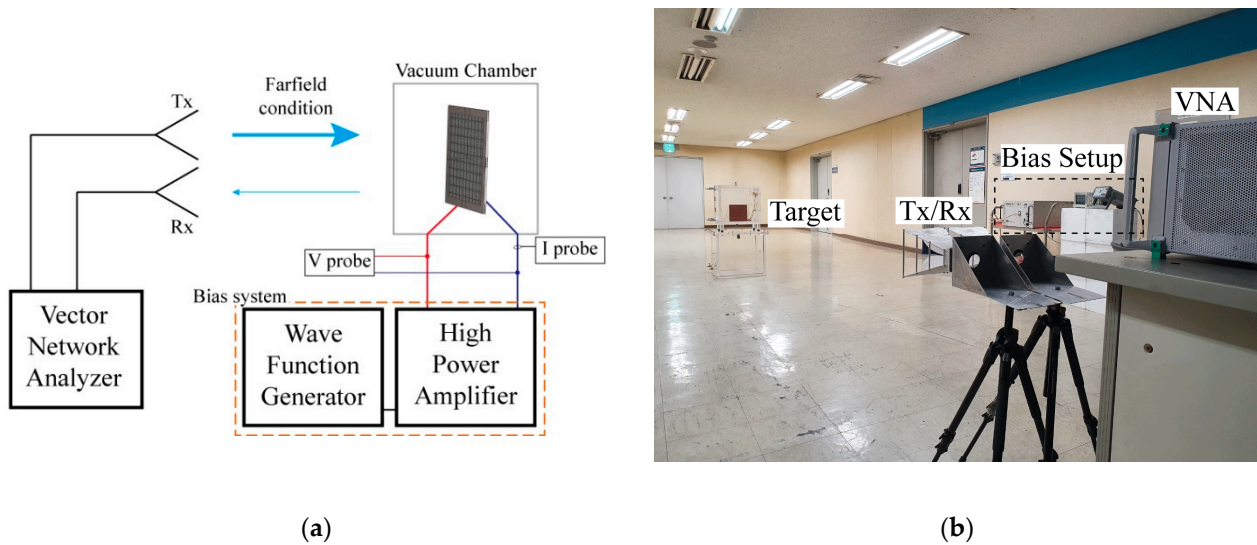 Tx
Farfield
condition
Vacuum Chamber
Rx
V probe
I probe
Bias system
Vector
Network
Analyzer
Wave
Function
Generator
High
Power
Amplifier
VNA
Bias Setup
Target
Tx/Rx
(a)
(b)